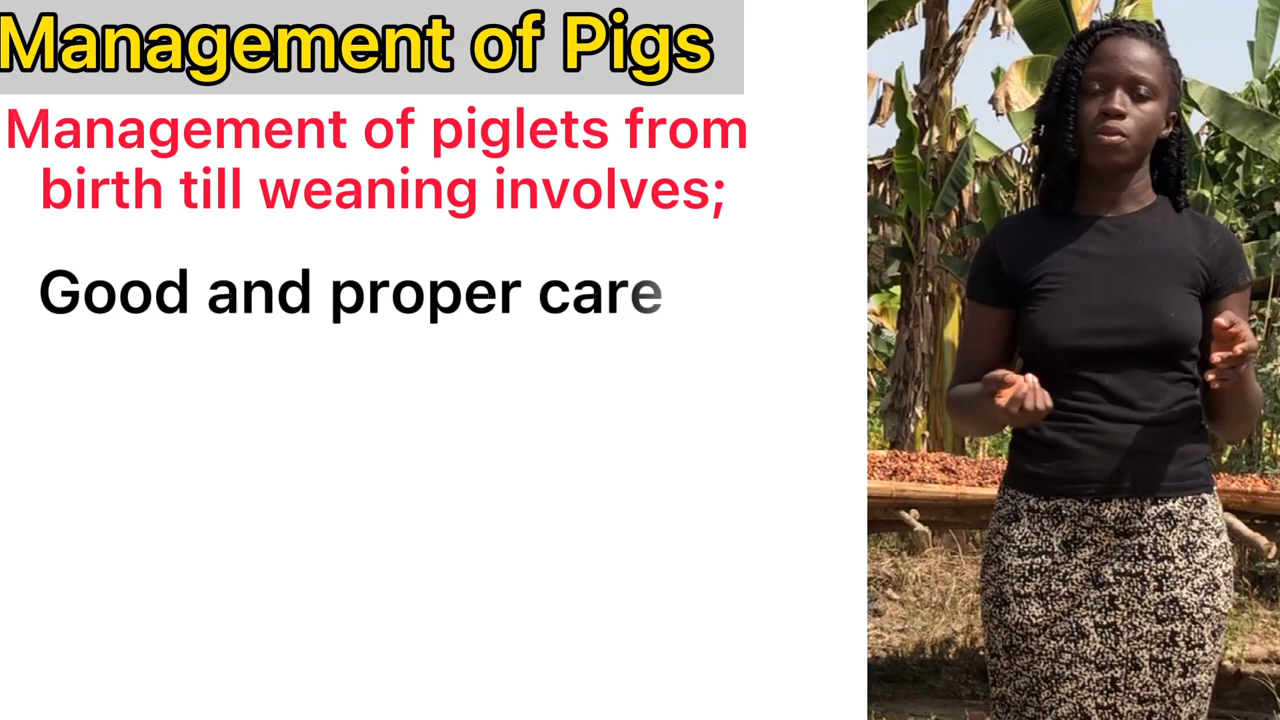 Management of Pigs
Management of piglets from
birth till weaning involves;
Good and proper care